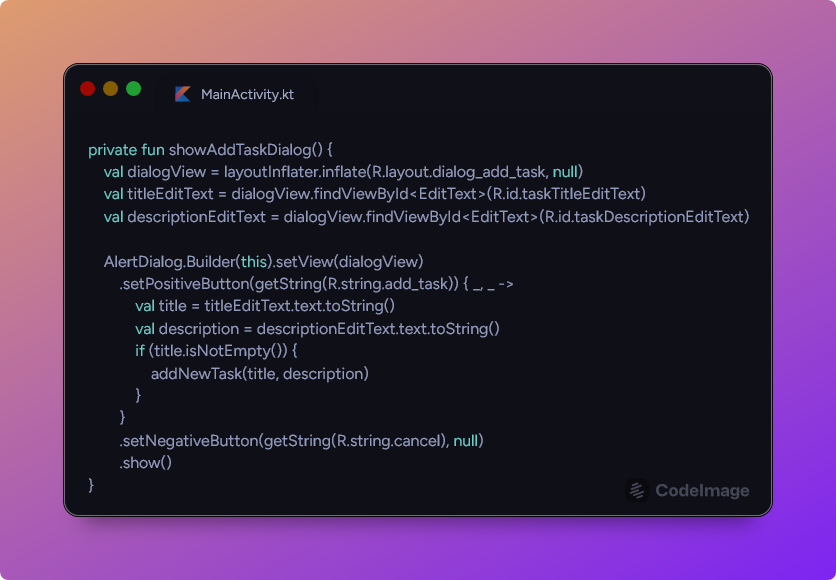 MainActivity.kt
private fun showAddTaskDialog() {
    val dialogView = layoutInflater.inflate(R.layout.dialog_add_task, null)
    val titleEditText = dialogView.findViewById<EditText>(R.id.taskTitleEditText)
    val descriptionEditText = dialogView.findViewById<EditText>(R.id.taskDescriptionEditText)

    AlertDialog.Builder(this).setView(dialogView)
        .setPositiveButton(getString(R.string.add_task)) { _, _ ->
            val title = titleEditText.text.toString()
            val description = descriptionEditText.text.toString()
            if (title.isNotEmpty()) {
                addNewTask(title, description)
            }
        }
        .setNegativeButton(getString(R.string.cancel), null)
        .show()
}
CodeImage